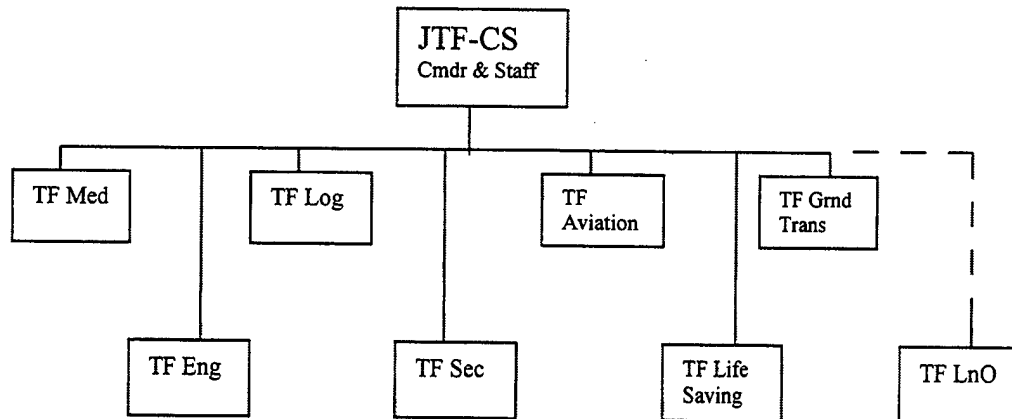 JTF-CS
Cmdr & Staff
TF Med
TF Log
TF
Aviation
TF Grnd
Trans
TF Eng
TF Sec
TF Life
Saving
TF LnO